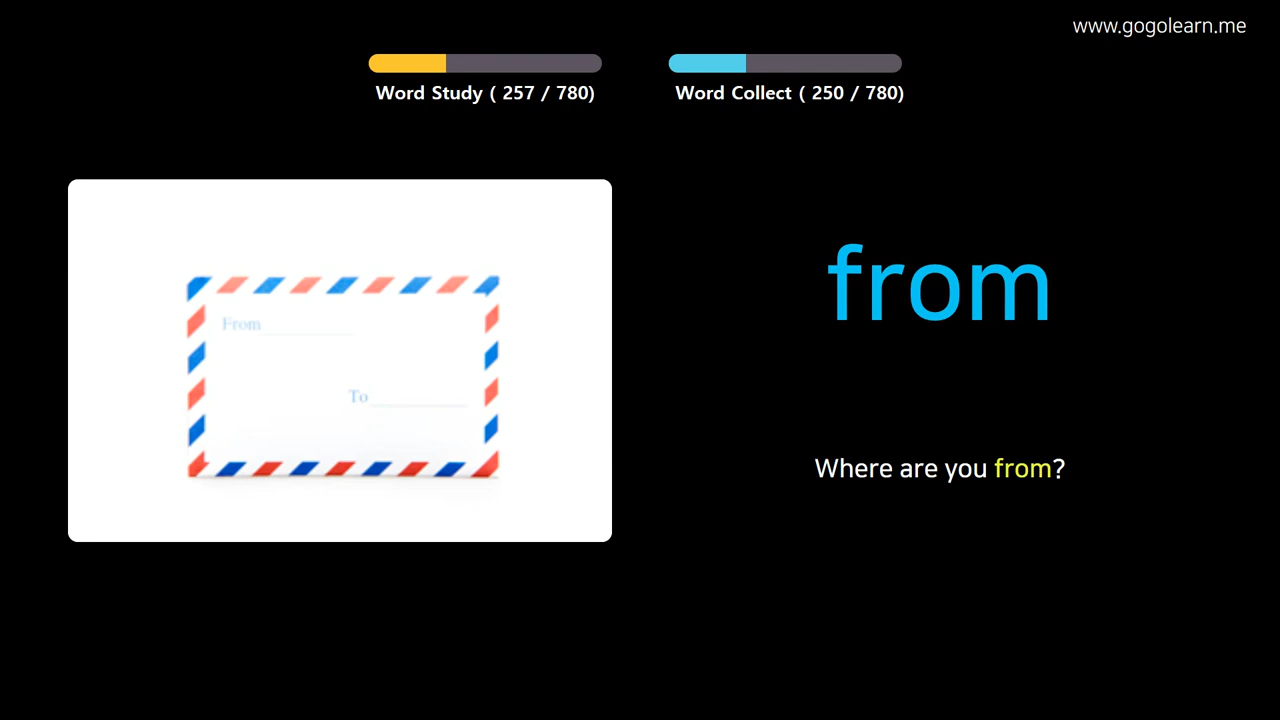 www.gogolearn.me
Word Study ( 257 / 780)
Word Collect ( 250 / 780)
From
To
from
Where are you from?